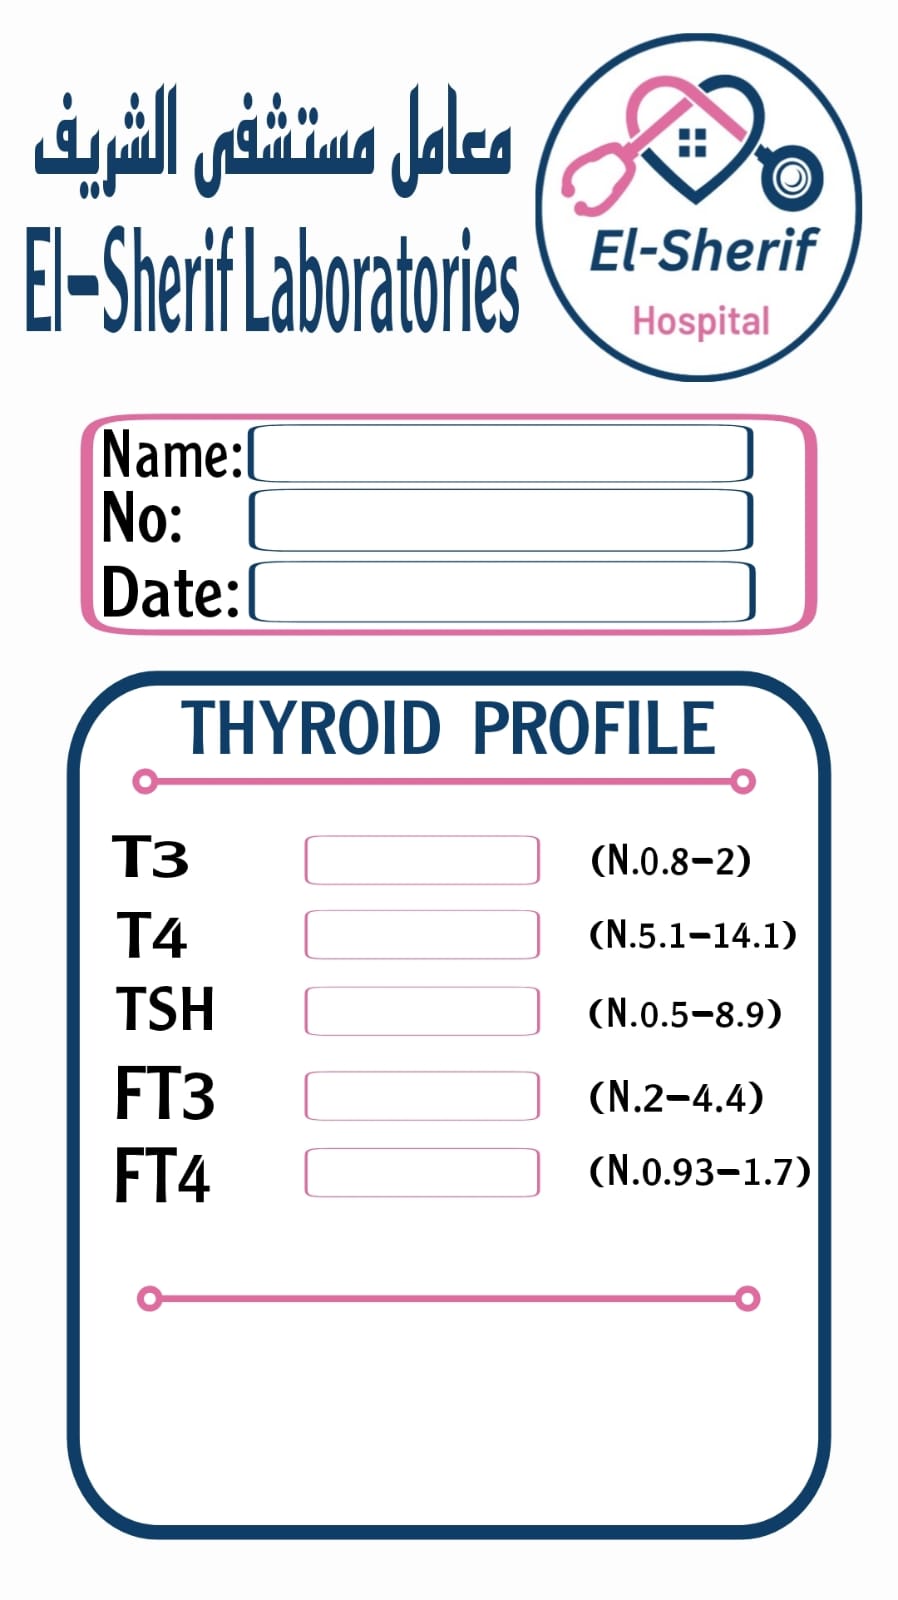 معامل مستشفى الشريف
El-Sherif Laboratories
El-Sherif
Hospital
Name:
No:
Date:
THYROID PROFILE
T3 (N.0.8-2)
T4 (N.5.1-14.1)
TSH (N.0.5-8.9)
FT3 (N.2-4.4)
FT4 (N.0.93-1.7)